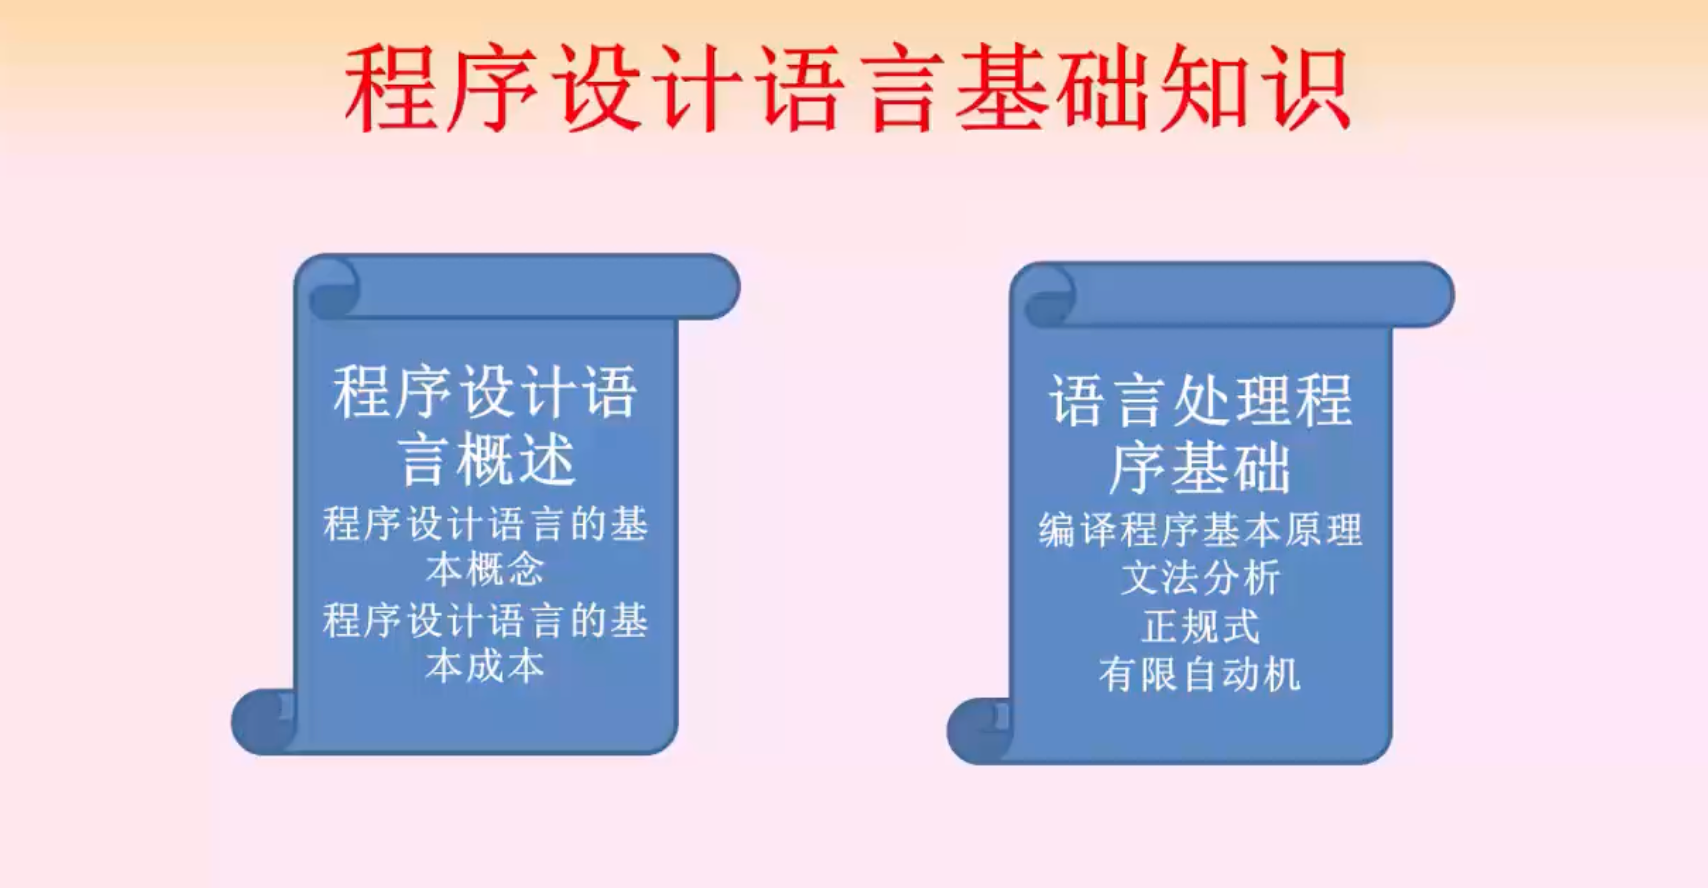 程序设计语言基础知识
程序设计语
言概述
程序设计语言的基
本概念
程序设计语言的基
本成本
语言处理程
序基础
编译程序基本原理
文法分析
正规式
有限自动机